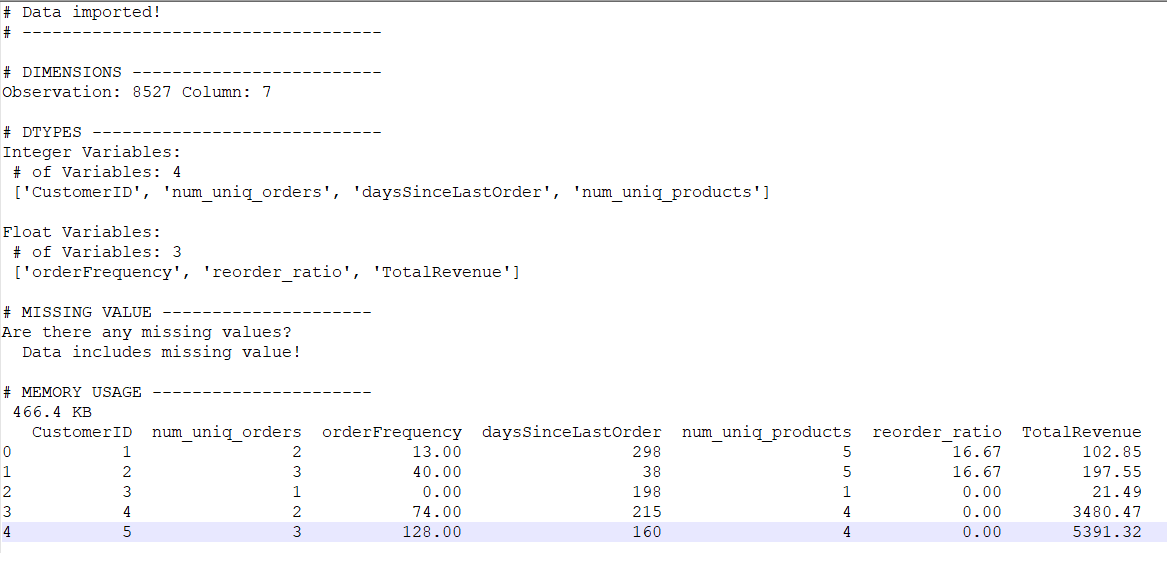 # Data imported!
# ------------------------------------
# DIMENSIONS -------------------------
Observation: 8527 Column: 7
# DTYPES -----------------------------
Integer Variables:
# of Variables: 4
['CustomerID', 'num_uniq_orders', 'daysSinceLastOrder', 'num_uniq_products']
Float Variables:
# of Variables: 3
['orderFrequency', 'reorder_ratio', 'TotalRevenue']
# MISSING VALUE ---------------------
Are there any missing values?
Data includes missing value!
# MEMORY USAGE ----------------------
466.4 KB
CustomerID num_uniq_orders orderFrequency daysSinceLastOrder num_uniq_products reorder_ratio TotalRevenue
0 1 2 13.00 298 5 16.67 102.85
1 2 3 40.00 38 5 16.67 197.55
2 3 1 0.00 198 1 0.00 21.49
3 4 2 74.00 215 4 0.00 3480.47
4 5 3 128.00 160 4 0.00 5391.32